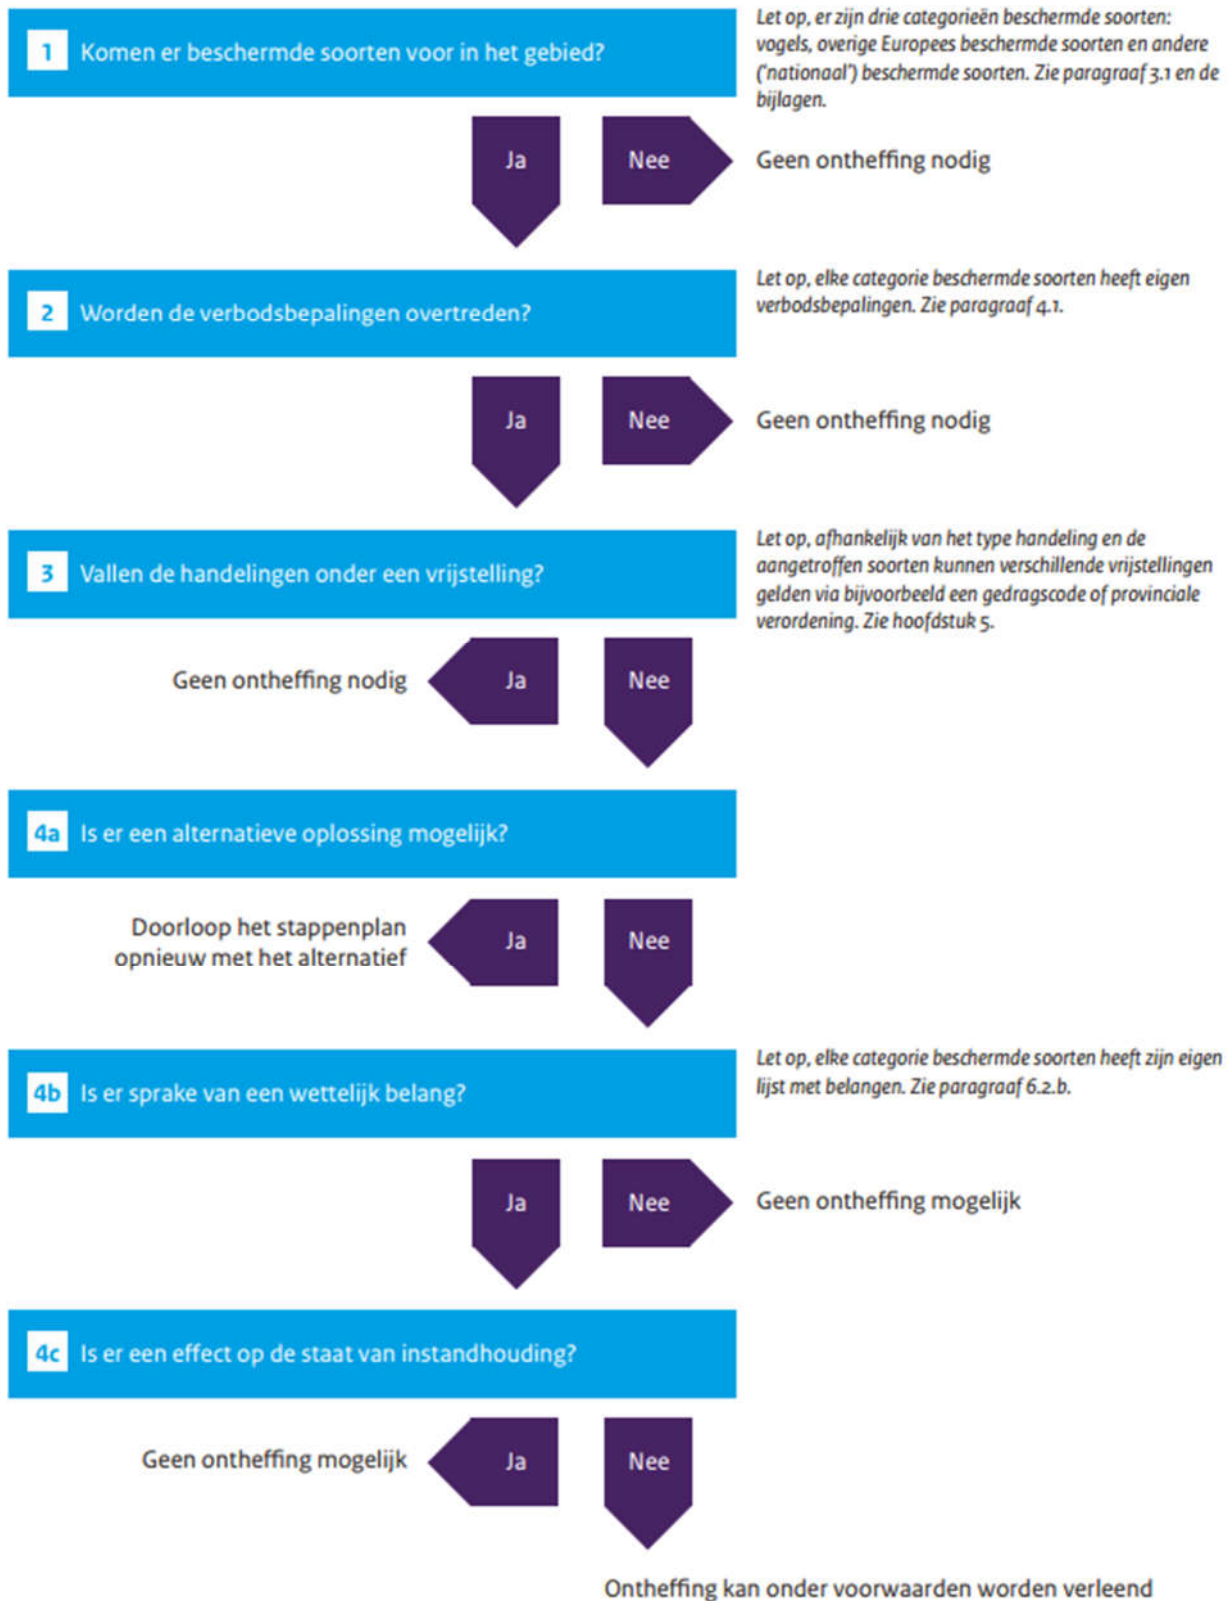 1 Komen er beschermde soorten voor in het gebied?
Let op, er zijn drie categorieën beschermde soorten:
vogels, overige Europees beschermde soorten en andere
('nationaal') beschermde soorten. Zie paragraaf 3.1 en de
bijlagen.
Ja
Nee
Geen ontheffing nodig
2 Worden de verbodsbepalingen overtreden?
Let op, elke categorie beschermde soorten heeft eigen
verbodsbepalingen. Zie paragraaf 4.1.
Ja
Nee
Geen ontheffing nodig
3 Vallen de handelingen onder een vrijstelling?
Let op, afhankelijk van het type handeling en de
aangetroffen soorten kunnen verschillende vrijstellingen
gelden via bijvoorbeeld een gedragscode of provinciale
verordening. Zie hoofdstuk 5.
Geen ontheffing nodig
Ja
Nee
4a Is er een alternatieve oplossing mogelijk?
Doorloop het stappenplan
opnieuw met het alternatief
Ja
Nee
4b Is er sprake van een wettelijk belang?
Let op, elke categorie beschermde soorten heeft zijn eigen
lijst met belangen. Zie paragraaf 6.2.b.
Ja
Nee
Geen ontheffing mogelijk
4c Is er een effect op de staat van instandhouding?
Geen ontheffing mogelijk
Ja
Nee
Ontheffing kan onder voorwaarden worden verleend